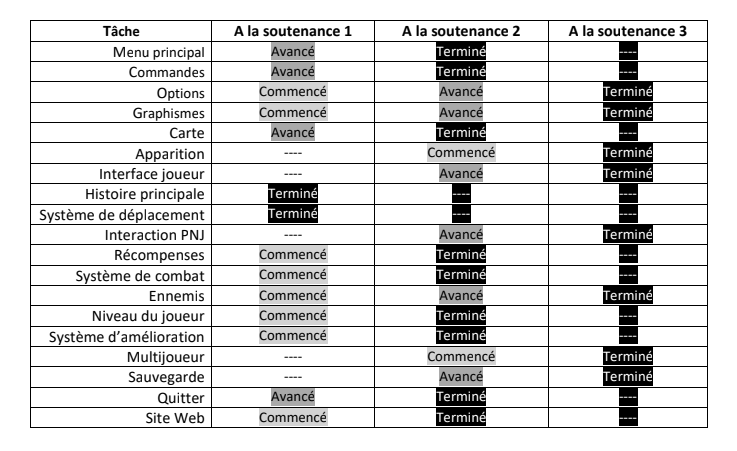 Tâche A la soutenance 1 A la soutenance 2 A la soutenance 3
Menu principal Avancé Terminé ----
Commandes Avancé Terminé ----
Options Commencé Avancé Terminé
Graphismes Commencé Avancé Terminé
Carte Avancé Terminé ----
Apparition ---- Commencé Terminé
Interface joueur ---- Avancé Terminé
Histoire principale Terminé ---- ----
Système de déplacement Terminé ---- ----
Interaction PNJ ---- Avancé Terminé
Récompenses Commencé Terminé ----
Système de combat Commencé Terminé ----
Ennemis Commencé Avancé Terminé
Niveau du joueur Commencé Terminé ----
Système d’amélioration Commencé Terminé ----
Multijoueur ---- Commencé Terminé
Sauvegarde ---- Avancé Terminé
Quitter Avancé Terminé ----
Site Web Commencé Terminé ----